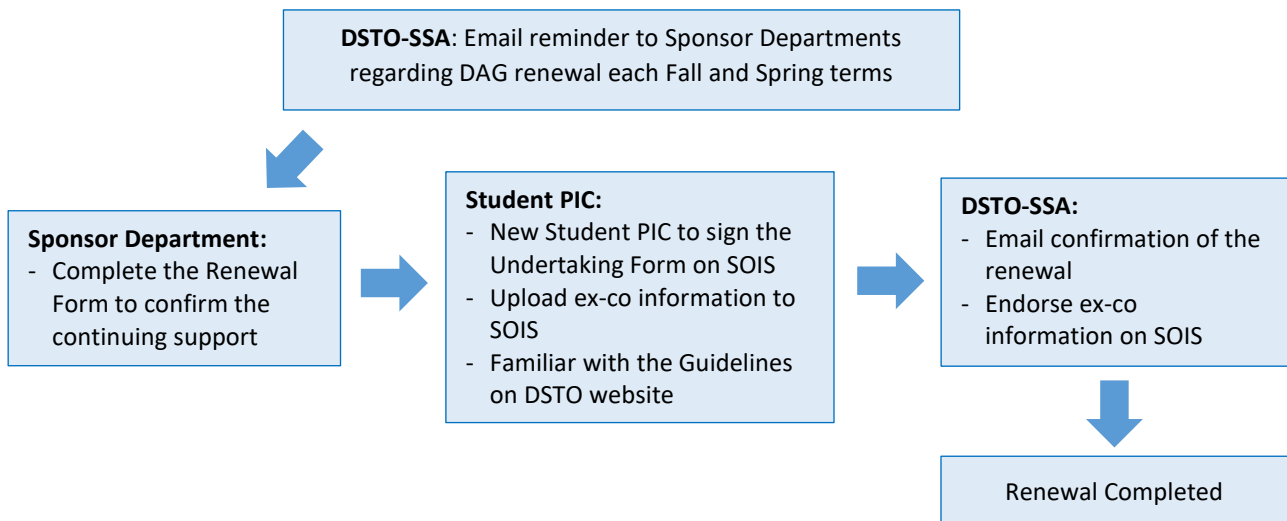 DSTO-SSA: Email reminder to Sponsor Departments
regarding DAG renewal each Fall and Spring terms
Sponsor Department:
- Complete the Renewal
Form to confirm the
continuing support
Student PIC:
- New Student PIC to sign the
Undertaking Form on SOIS
- Upload ex-co information to
SOIS
- Familiar with the Guidelines
on DSTO website
DSTO-SSA:
- Email confirmation of the
renewal
- Endorse ex-co
information on SOIS
Renewal Completed